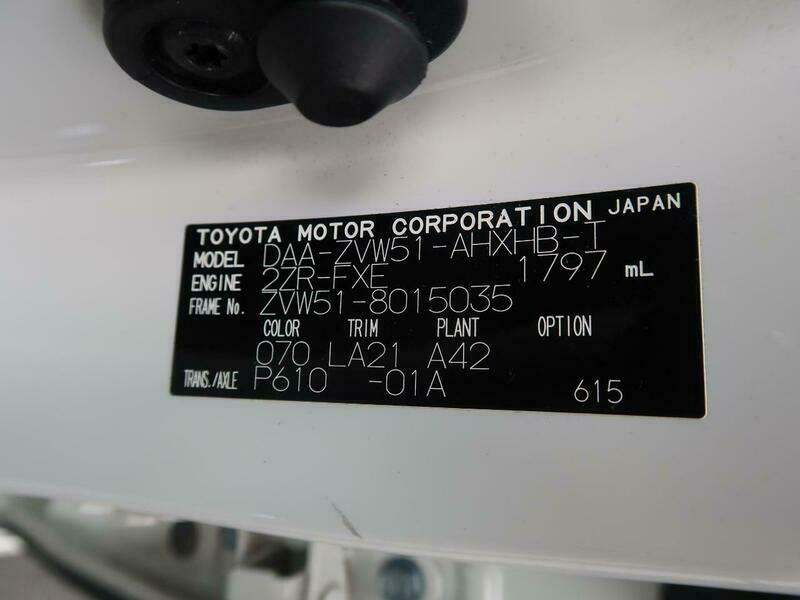 TOYOTA MOTOR CORPORATION JAPAN
MODEL DAA-ZVW51-AHXHB-T
ENGINE 2ZR-FXE 1797 mL
FRAME No. ZVW51-8015035
COLOR TRIM PLANT OPTION
070 LA21 A42
TRANS./AXLE P610 -01A 615